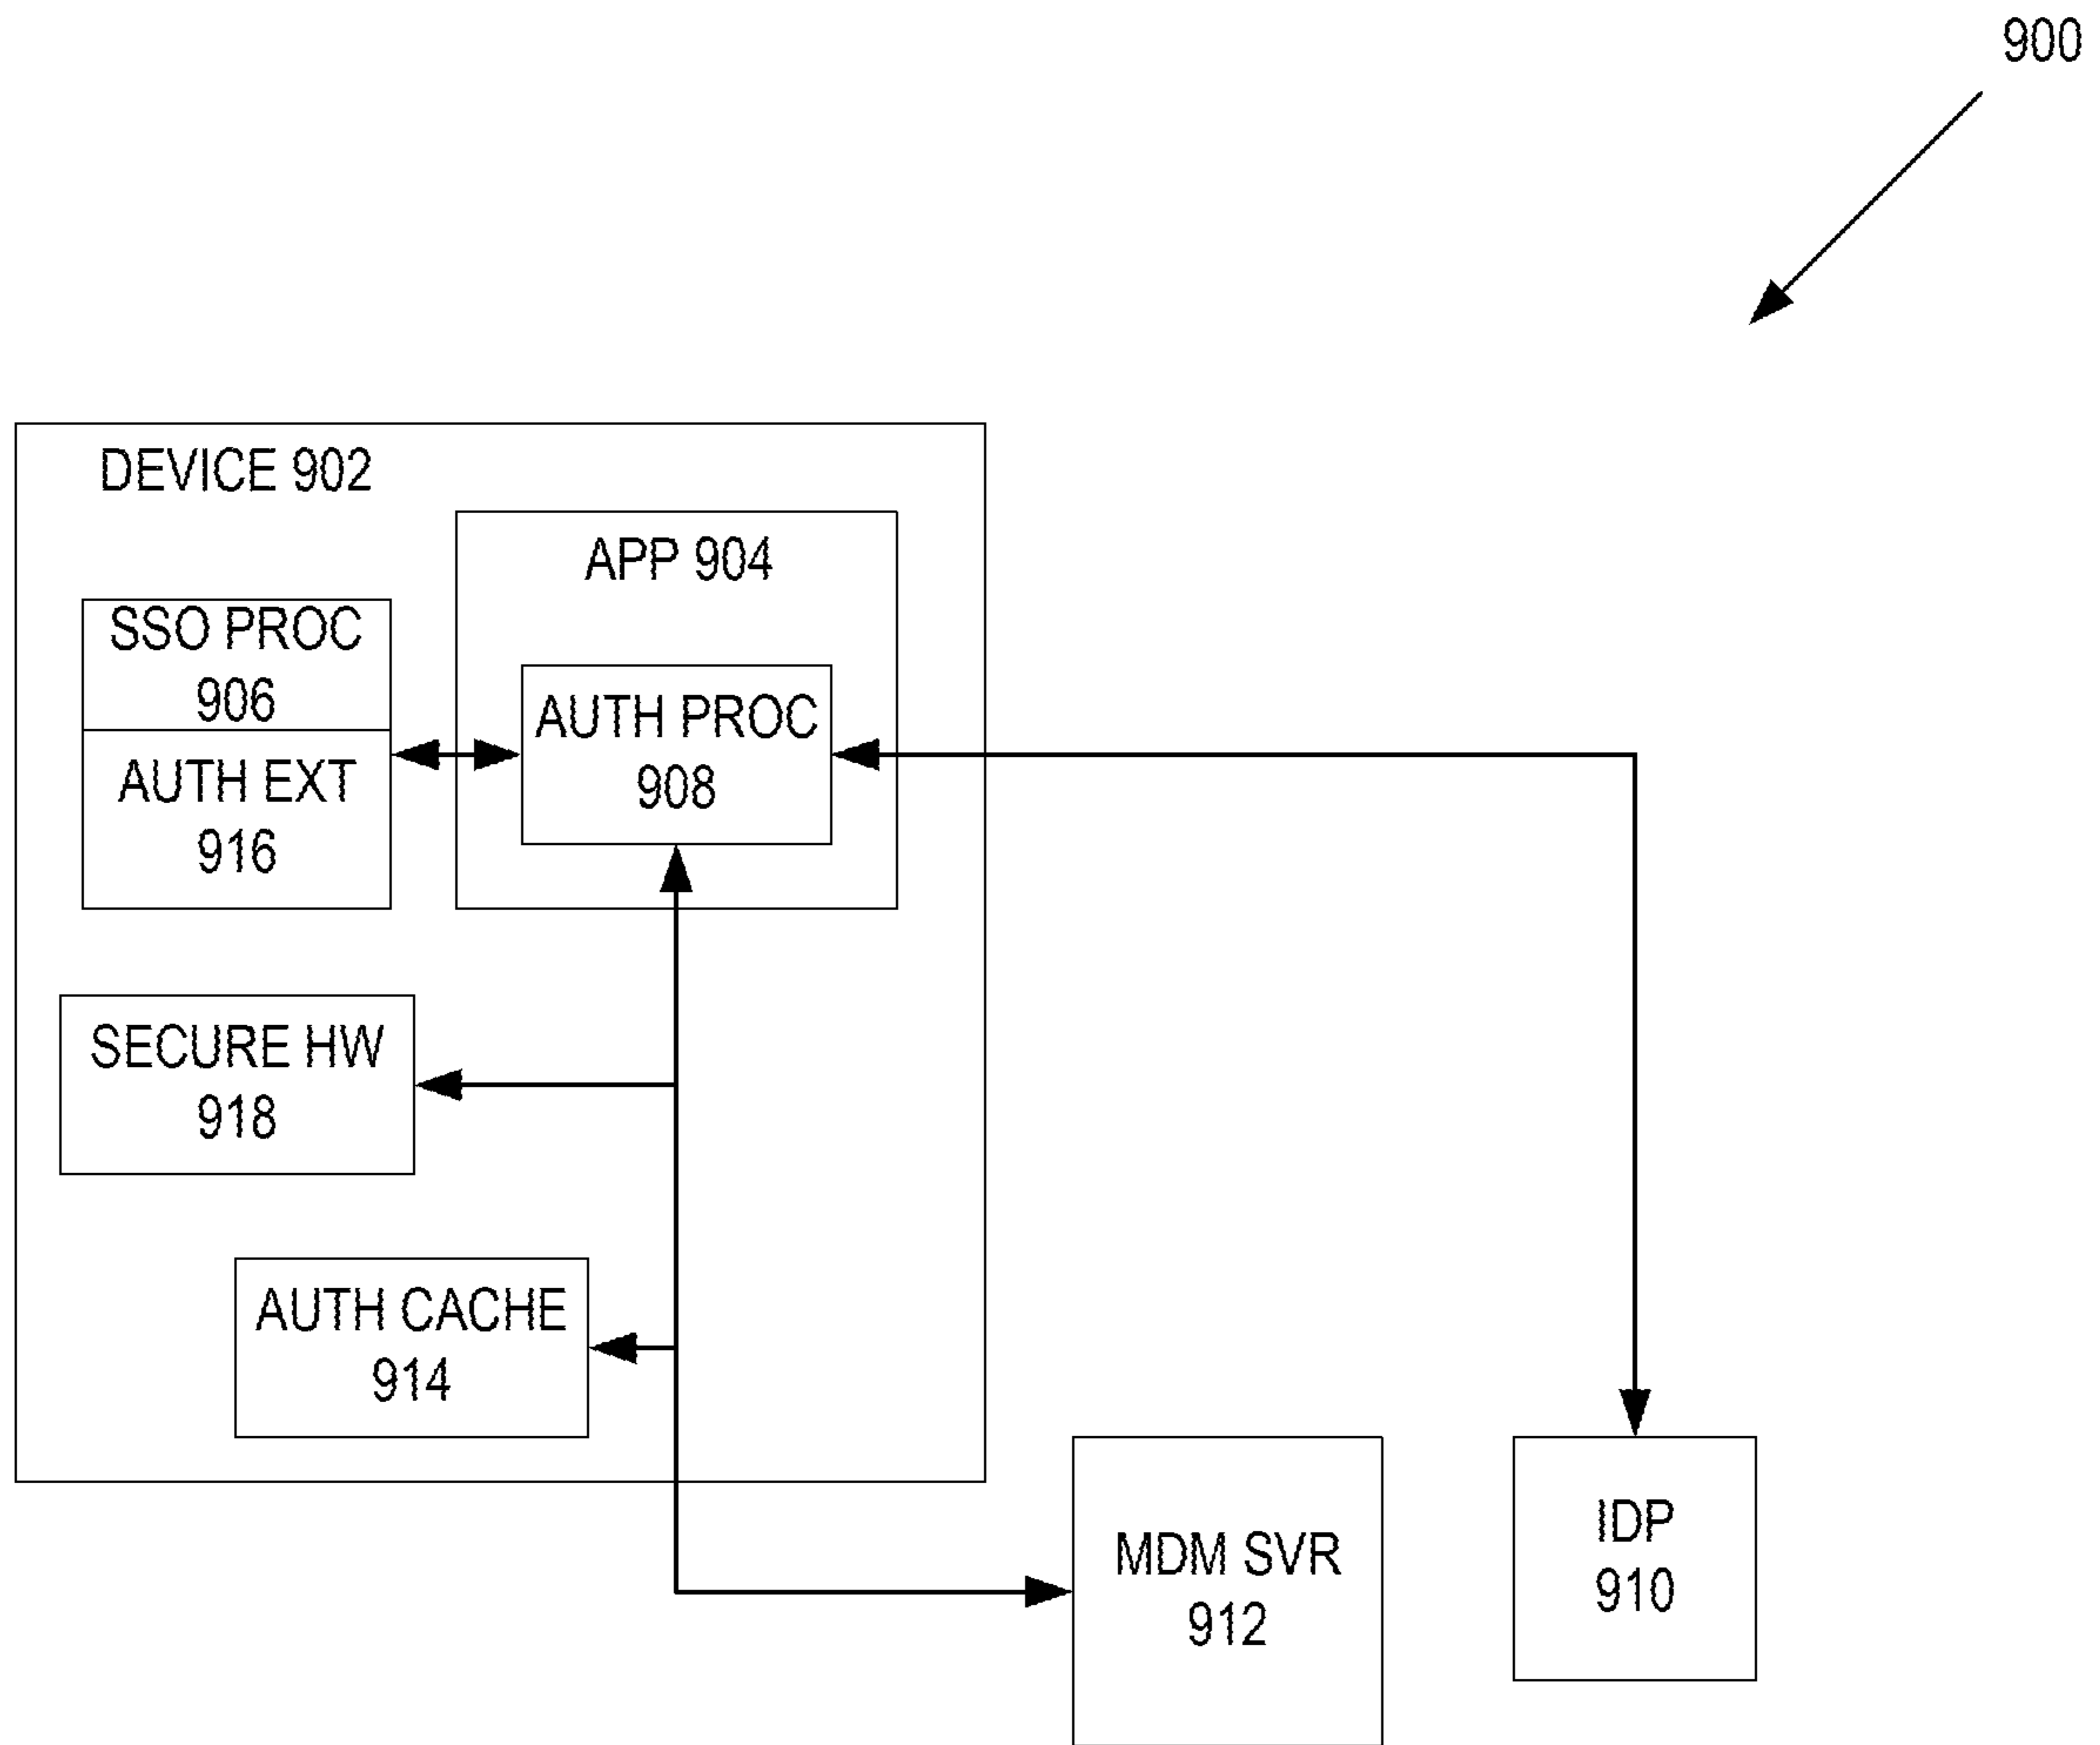 900
DEVICE 902
APP 904
SSO PROC
906
AUTH EXT
916
AUTH PROC
908
SECURE HW
918
AUTH CACHE
914
MDM SVR
912
IDP
910